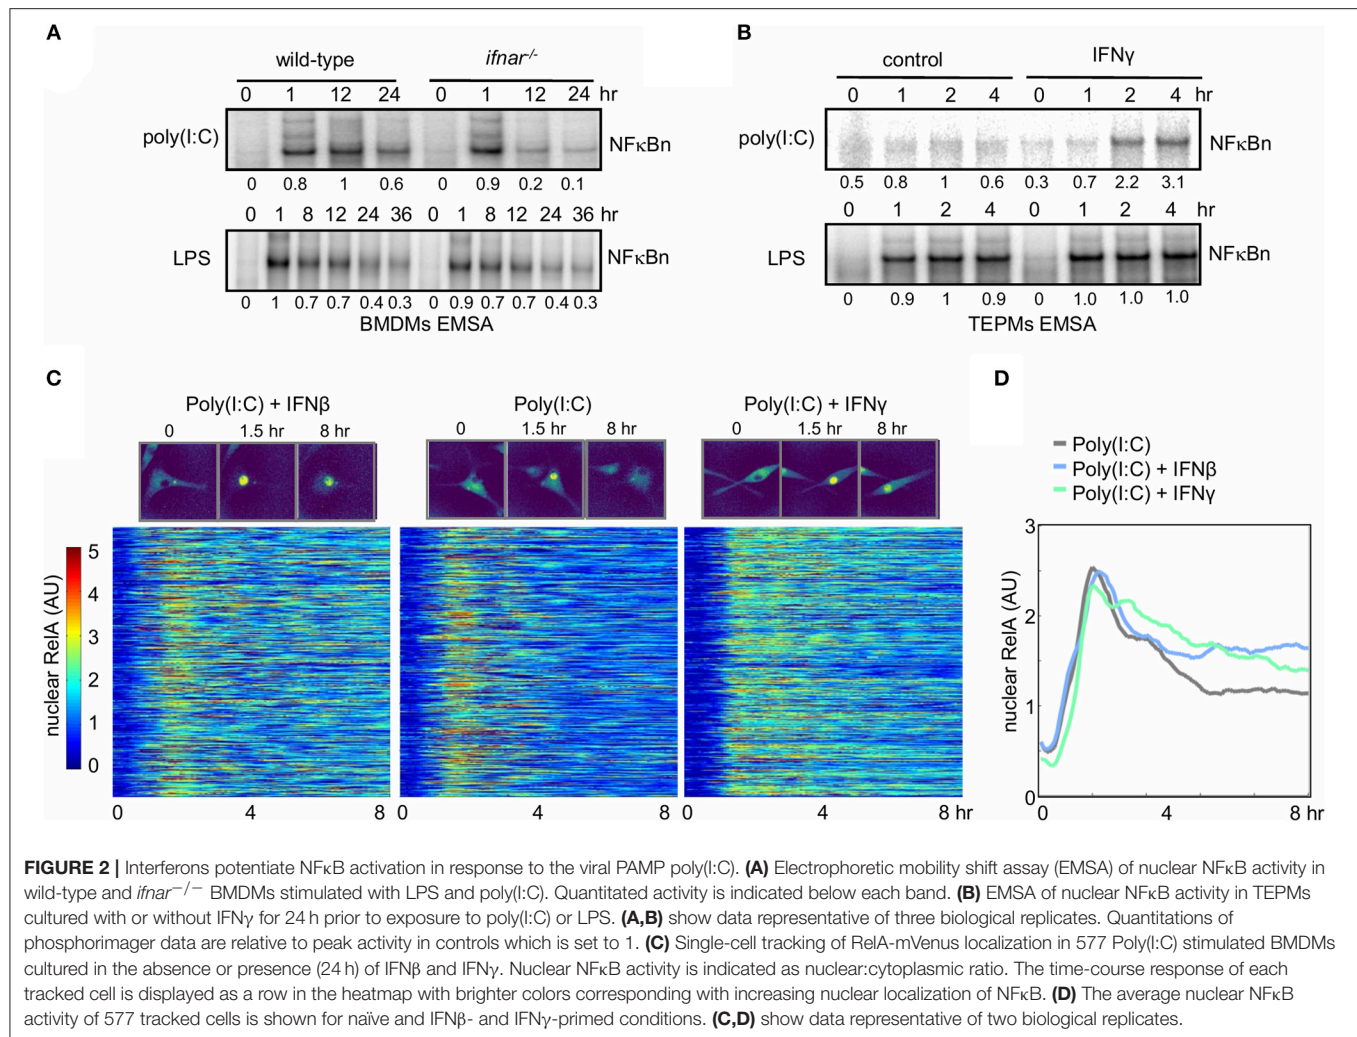 A
wild-type ifnar-/-
0 1 12 24 0 1 12 24 hr
poly(I:C) NFκBn
0 0.8 1 0.6 0 0.9 0.2 0.1
0 1 8 12 24 36 0 1 8 12 24 36 hr
LPS NFκBn
0 1 0.7 0.7 0.4 0.3 0 0.9 0.7 0.7 0.4 0.3
BMDMs EMSA
B
control IFNγ
0 1 2 4 0 1 2 4 hr
poly(I:C) NFκBn
0.5 0.8 1 0.6 0.3 0.7 2.2 3.1
0 1 2 4 0 1 2 4 hr
LPS NFκBn
0 0.9 1 0.9 0 1.0 1.0 1.0
TEPMs EMSA
C
Poly(I:C) + IFNβ Poly(I:C) Poly(I:C) + IFNγ
0 1.5 hr 8 hr 0 1.5 hr 8 hr 0 1.5 hr 8 hr
nuclear RelA (AU)
5
4
3
2
1
0
0 4 8 0 4 8 0 4 8 hr
D
Poly(I:C)
Poly(I:C) + IFNβ
Poly(I:C) + IFNγ
nuclear RelA (AU)
3
2
1
0
0 4 8 hr
FIGURE 2 | Interferons potentiate NFκB activation in response to the viral PAMP poly(I:C). (A) Electrophoretic mobility shift assay (EMSA) of nuclear NFκB activity in
wild-type and ifnar−/− BMDMs stimulated with LPS and poly(I:C). Quantitated activity is indicated below each band. (B) EMSA of nuclear NFκB activity in TEPMs
cultured with or without IFNγ for 24 h prior to exposure to poly(I:C) or LPS. (A,B) show data representative of three biological replicates. Quantitations of
phosphorimager data are relative to peak activity in controls which is set to 1. (C) Single-cell tracking of RelA-mVenus localization in 577 Poly(I:C) stimulated BMDMs
cultured in the absence or presence (24 h) of IFNβ and IFNγ. Nuclear NFκB activity is indicated as nuclear:cytoplasmic ratio. The time-course response of each
tracked cell is displayed as a row in the heatmap with brighter colors corresponding with increasing nuclear localization of NFκB. (D) The average nuclear NFκB
activity of 577 tracked cells is shown for naïve and IFNβ- and IFNγ-primed conditions. (C,D) show data representative of two biological replicates.